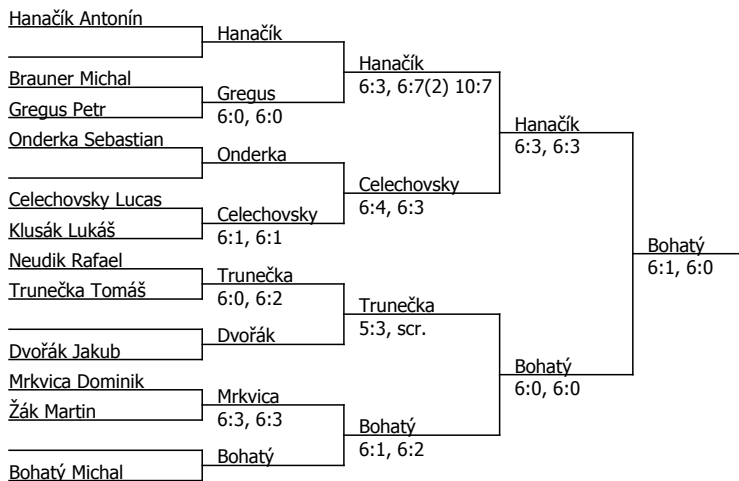 Hanačík Antonín
Brauner Michal
Gregus Petr
Onderka Sebastian
Celechovsky Lucas
Klusák Lukáš
Neudik Rafael
Trunečka Tomáš
Dvořák Jakub
Mrkvica Dominik
Žák Martin
Bohatý Michal
Hanačík
Gregus
6:0, 6:0
Onderka
Celechovsky
6:1, 6:1
Trunečka
6:0, 6:2
Dvořák
Mrkvica
6:3, 6:3
Bohatý
Hanačík
6:3, 6:7(2) 10:7
Celechovsky
6:4, 6:3
Trunečka
5:3, scr.
Bohatý
6:1, 6:2
Hanačík
6:3, 6:3
Bohatý
6:0, 6:0
Bohatý
6:1, 6:0